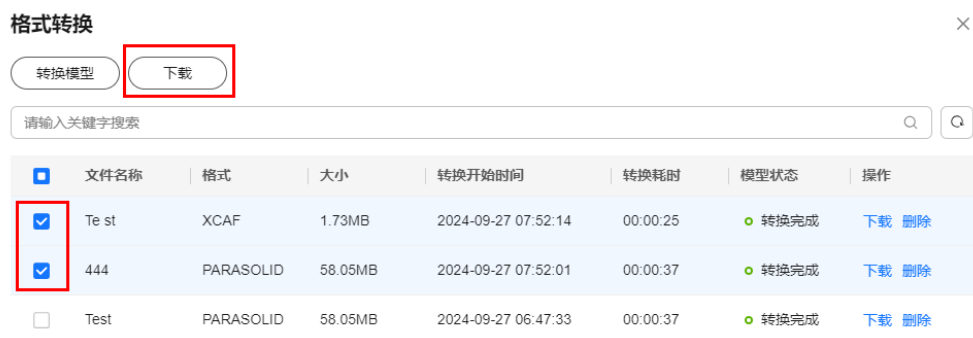 格式转换
转换模型 下载
请输入关键字搜索
文件名称 格式 大小 转换开始时间 转换耗时 模型状态 操作
Te st XCAF 1.73MB 2024-09-27 07:52:14 00:00:25 转换完成 下载 删除
444 PARASOLID 58.05MB 2024-09-27 07:52:01 00:00:37 转换完成 下载 删除
Test PARASOLID 58.05MB 2024-09-27 06:47:33 00:00:37 转换完成 下载 删除